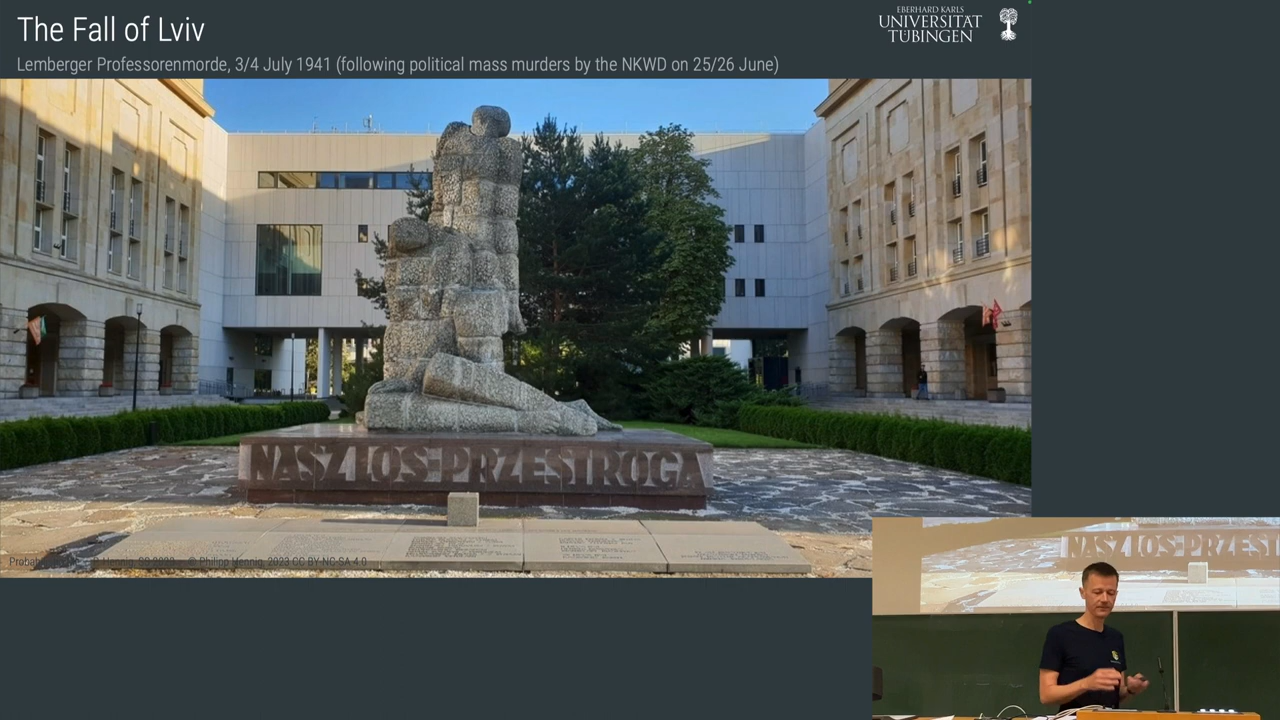 The Fall of Lviv
Lemberger Professorenmorde, 3/4 July 1941 (following political mass murders by the NKWD on 25/26 June)
EBERHARD KARLS
UNIVERSITÄT
TÜBINGEN
NASZ LOS PRZESTROGA
© Philipp Hennig, 2023 CC BY-NC-SA 4.0
NASZ LOS PRZEST